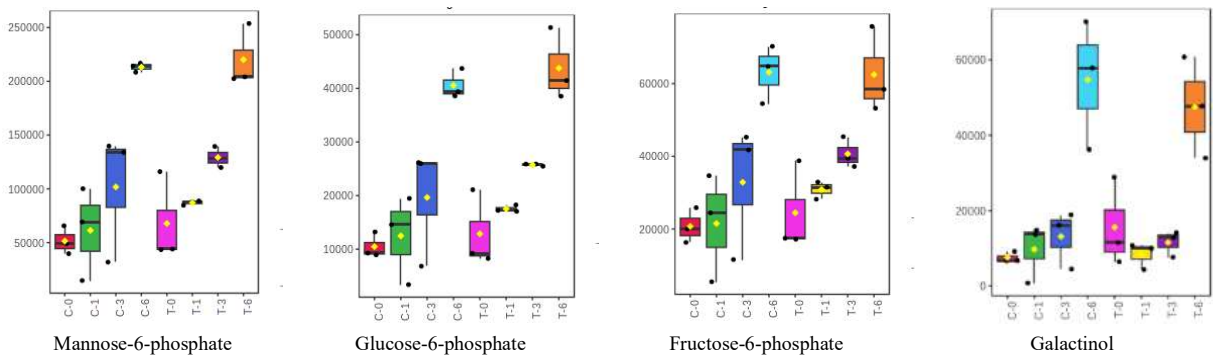 250000
200000
150000
100000
50000
C-0 C-1 C-3 C-6 T-0 T-1 T-3 T-6
Mannose-6-phosphate
50000
40000
30000
20000
10000
C-0 C-1 C-3 C-6 T-0 T-1 T-3 T-6
Glucose-6-phosphate
80000
60000
40000
20000
C-0 C-1 C-3 C-6 T-0 T-1 T-3 T-6
Fructose-6-phosphate
60000
40000
20000
0
C-0 C-1 C-3 C-6 T-0 T-1 T-3 T-6
Galactinol